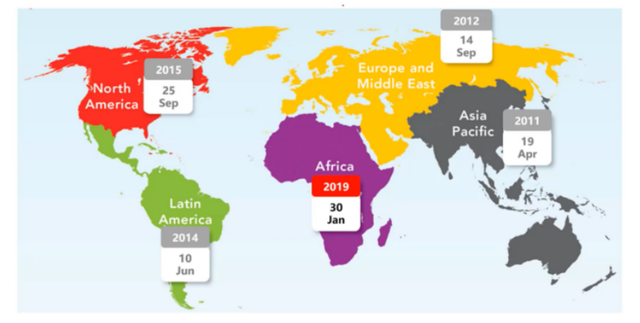 2012
14
Sep
Europe and
Middle East
2015
25
Sep
North
America
Asia
Pacific
2011
19
Apr
Africa
2019
30
Jan
Latin
America
2014
10
Jun